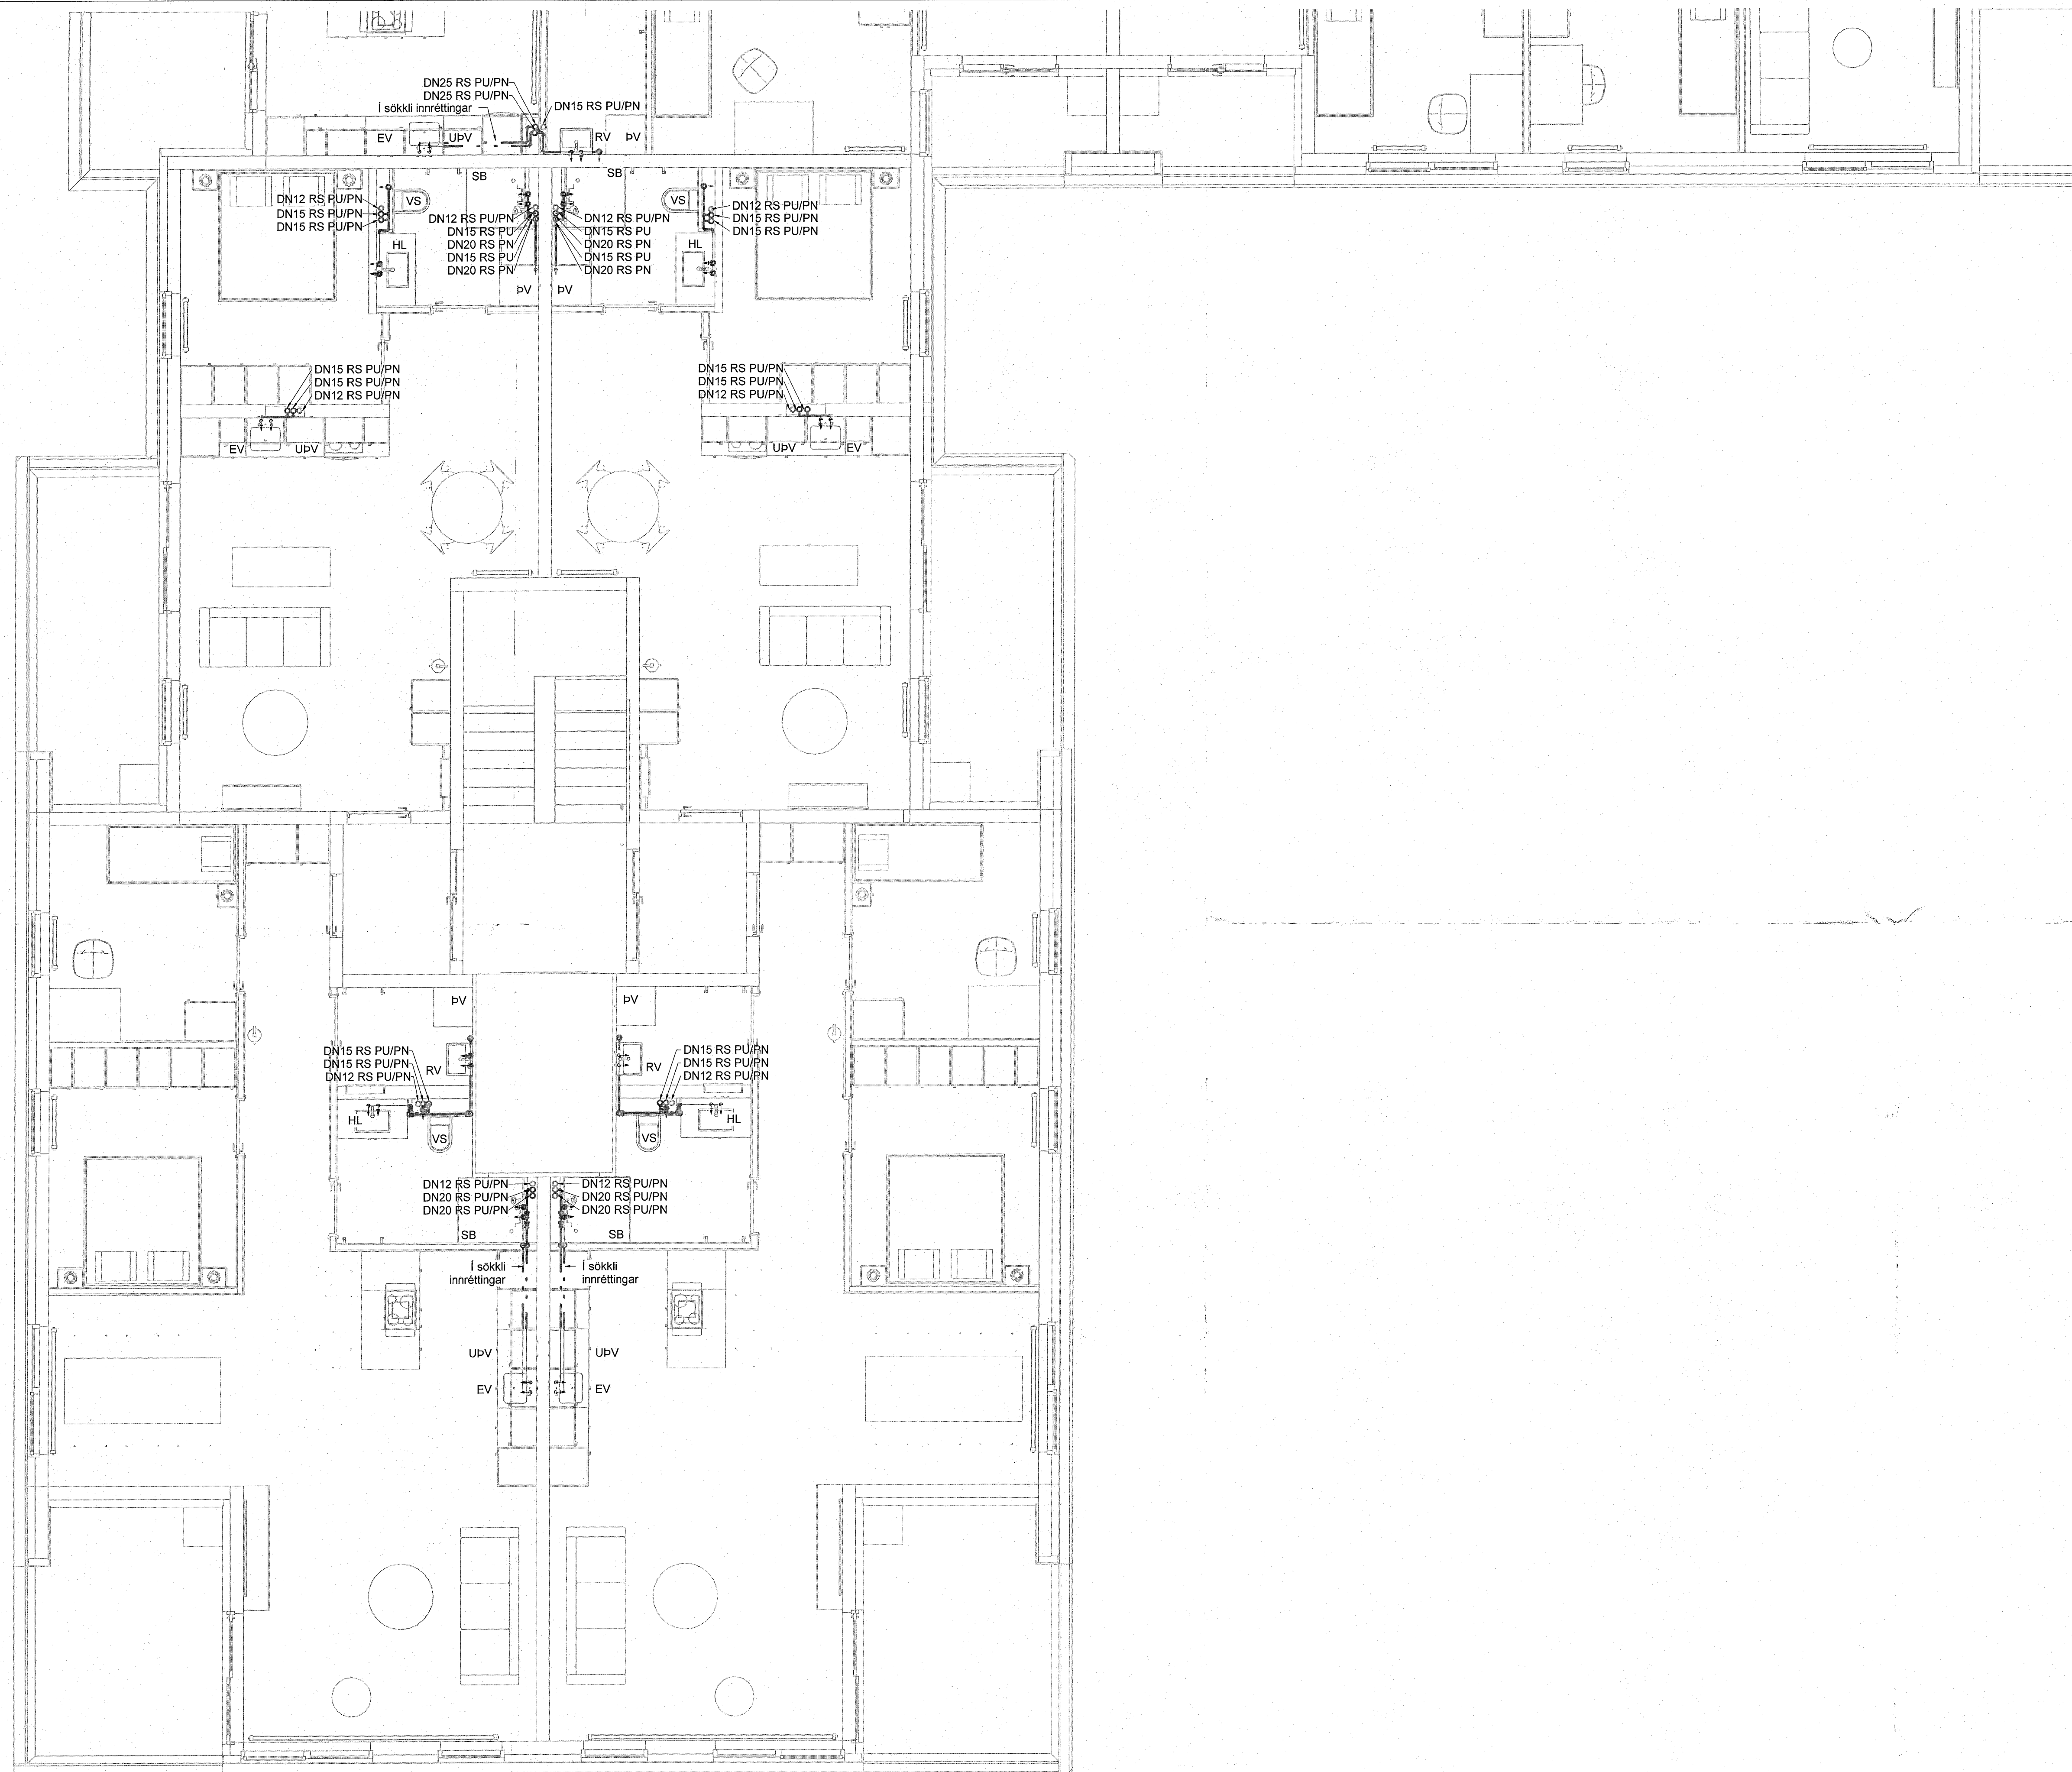 DN25 RS PU/PN
DN25 RS PU/PN
Í sökkli innréttingar
DN15 RS PU/PN
EV
UÞV
RV
ÞV
SB
SB
VS
VS
DN12 RS PU/PN
DN15 RS PU/PN
DN15 RS PU/PN
DN12 RS PU/PN
DN15 RS PU
DN20 RS PN
DN15 RS PU
DN20 RS PN
DN12 RS PU/PN
DN15 RS PU
DN20 RS PN
DN15 RS PU
DN20 RS PN
DN12 RS PU/PN
DN15 RS PU/PN
DN15 RS PU/PN
HL
HL
ÞV
ÞV
DN15 RS PU/PN
DN15 RS PU/PN
DN12 RS PU/PN
DN15 RS PU/PN
DN15 RS PU/PN
DN12 RS PU/PN
EV
UÞV
UÞV
EV
ÞV
ÞV
DN15 RS PU/PN
DN15 RS PU/PN
DN12 RS PU/PN
RV
RV
DN15 RS PU/PN
DN15 RS PU/PN
DN12 RS PU/PN
HL
HL
VS
VS
DN12 RS PU/PN
DN20 RS PU/PN
DN20 RS PU/PN
DN12 RS PU/PN
DN20 RS PU/PN
DN20 RS PU/PN
SB
SB
Í sökkli
innréttingar
Í sökkli
innréttingar
UÞV
UÞV
EV
EV